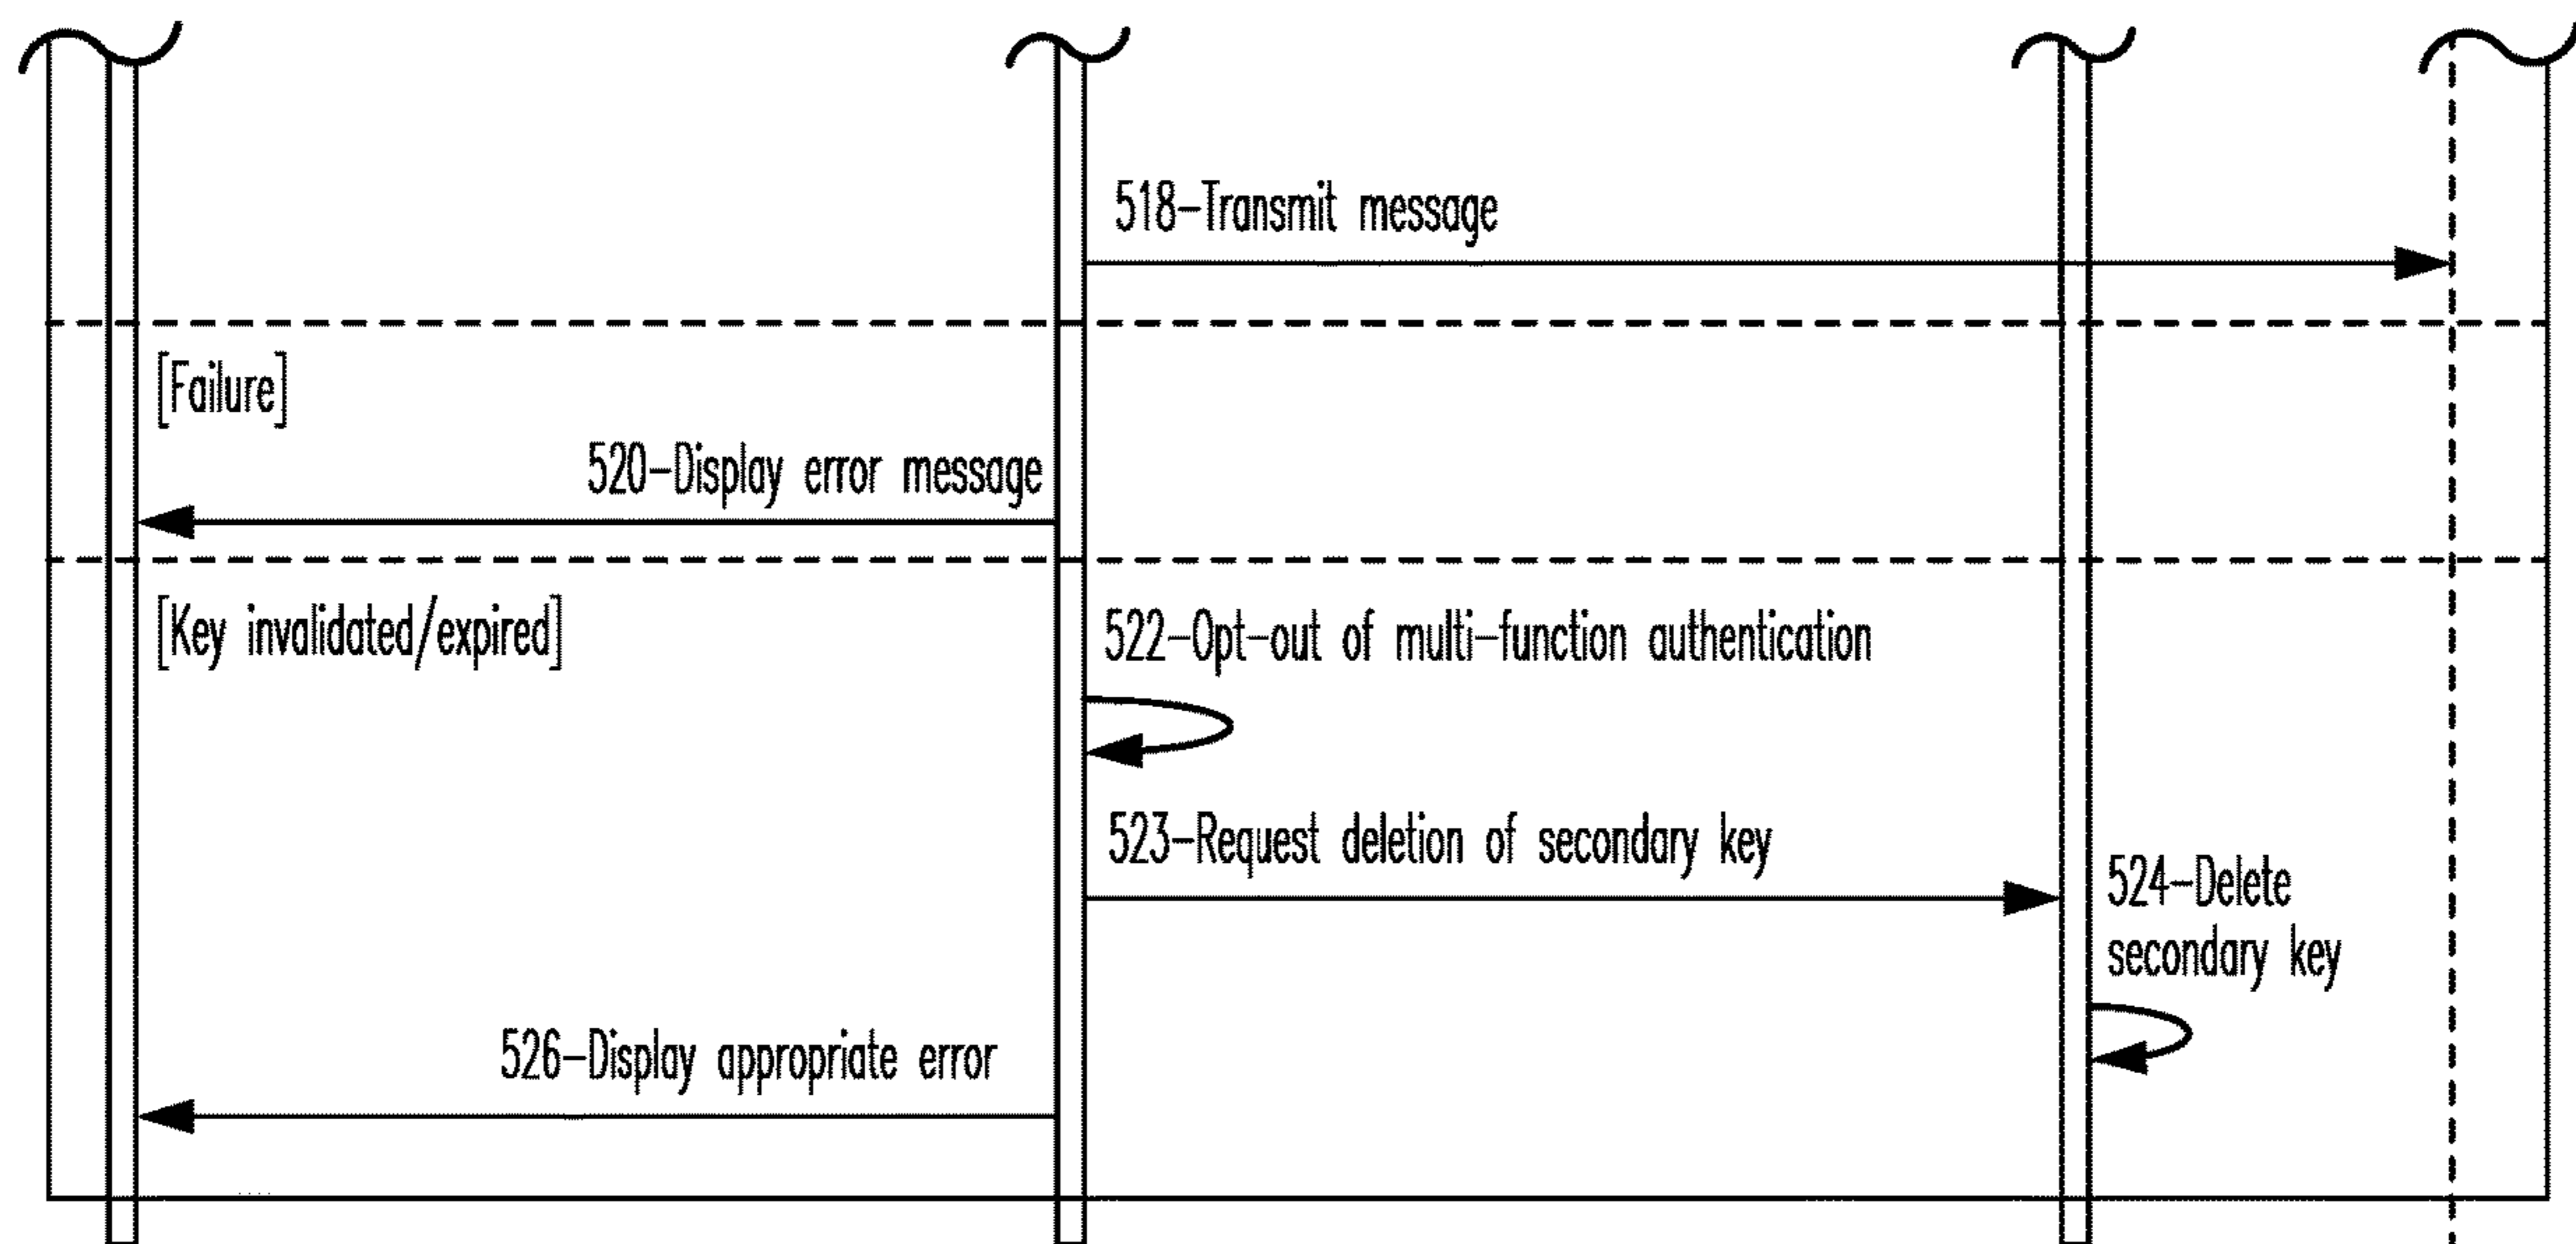 518-Transmit message
[Failure]
520-Display error message
[Key invalidated/expired]
522-Opt-out of multi-function authentication
523-Request deletion of secondary key
524-Delete
secondary key
526-Display appropriate error